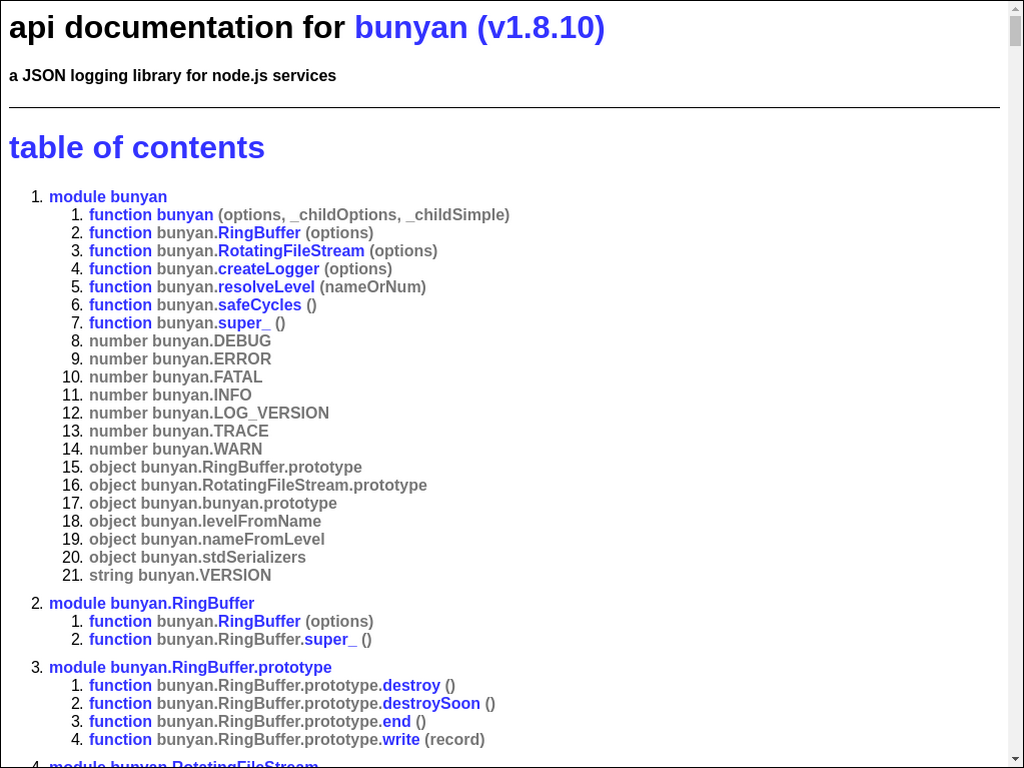 api documentation for bunyan (v1.8.10)
a JSON logging library for node.js services
table of contents
1. module bunyan
1. function bunyan (options, _childOptions, _childSimple)
2. function bunyan.RingBuffer (options)
3. function bunyan.RotatingFileStream (options)
4. function bunyan.createLogger (options)
5. function bunyan.resolveLevel (nameOrNum)
6. function bunyan.safeCycles ()
7. function bunyan.super_ ()
8. number bunyan.DEBUG
9. number bunyan.ERROR
10. number bunyan.FATAL
11. number bunyan.INFO
12. number bunyan.LOG_VERSION
13. number bunyan.TRACE
14. number bunyan.WARN
15. object bunyan.RingBuffer.prototype
16. object bunyan.RotatingFileStream.prototype
17. object bunyan.bunyan.prototype
18. object bunyan.levelFromName
19. object bunyan.nameFromLevel
20. object bunyan.stdSerializers
21. string bunyan.VERSION
2. module bunyan.RingBuffer
1. function bunyan.RingBuffer (options)
2. function bunyan.RingBuffer.super_ ()
3. module bunyan.RingBuffer.prototype
1. function bunyan.RingBuffer.prototype.destroy ()
2. function bunyan.RingBuffer.prototype.destroySoon ()
3. function bunyan.RingBuffer.prototype.end ()
4. function bunyan.RingBuffer.prototype.write (record)
4. module bunyan.RotatingFileStream